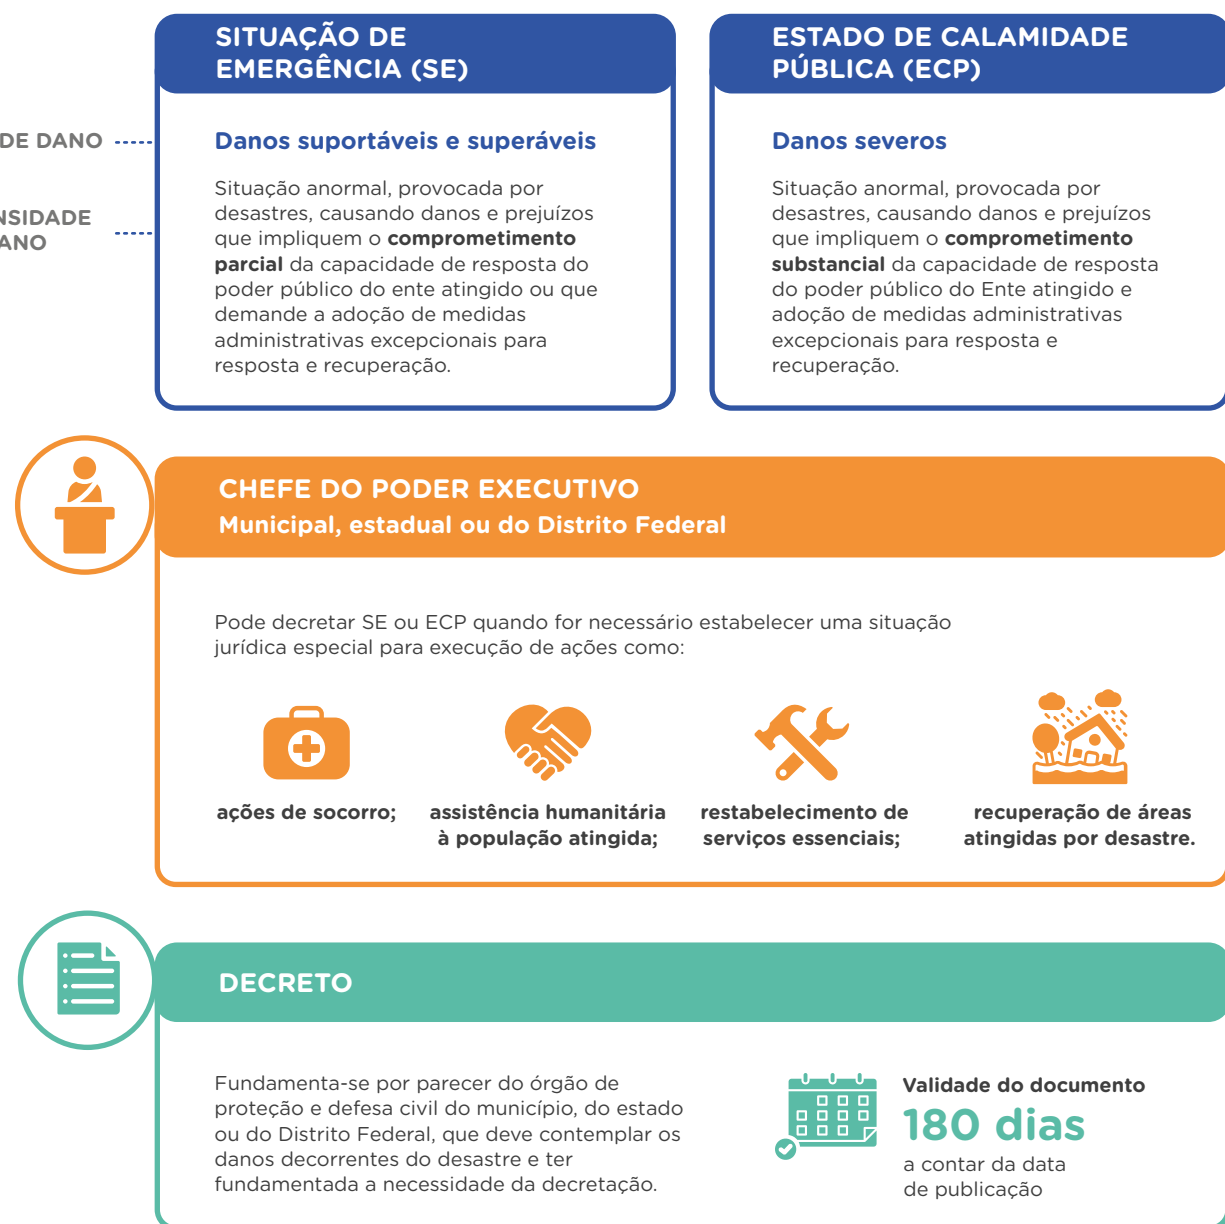 SITUAÇÃO DE
EMERGÊNCIA (SE)
DE DANO
Danos suportáveis e superáveis
NSIDADE
ANO
Situação anormal, provocada por
desastres, causando danos e prejuízos
que impliquem o comprometimento
parcial da capacidade de resposta do
poder público do ente atingido ou que
demande a adoção de medidas
administrativas excepcionais para
resposta e recuperação.
ESTADO DE CALAMIDADE
PÚBLICA (ECP)
Danos severos
Situação anormal, provocada por
desastres, causando danos e prejuízos
que impliquem o comprometimento
substancial da capacidade de resposta
do poder público do Ente atingido e
adoção de medidas administrativas
excepcionais para resposta e
recuperação.
CHEFE DO PODER EXECUTIVO
Municipal, estadual ou do Distrito Federal
Pode decretar SE ou ECP quando for necessário estabelecer uma situação
jurídica especial para execução de ações como:
ações de socorro;
assistência humanitária
à população atingida;
restabelecimento de
serviços essenciais;
recuperação de áreas
atingidas por desastre.
DECRETO
Fundamenta-se por parecer do órgão de
proteção e defesa civil do município, do estado
ou do Distrito Federal, que deve contemplar os
danos decorrentes do desastre e ter
fundamentada a necessidade da decretação.
Validade do documento
180 dias
a contar da data
de publicação